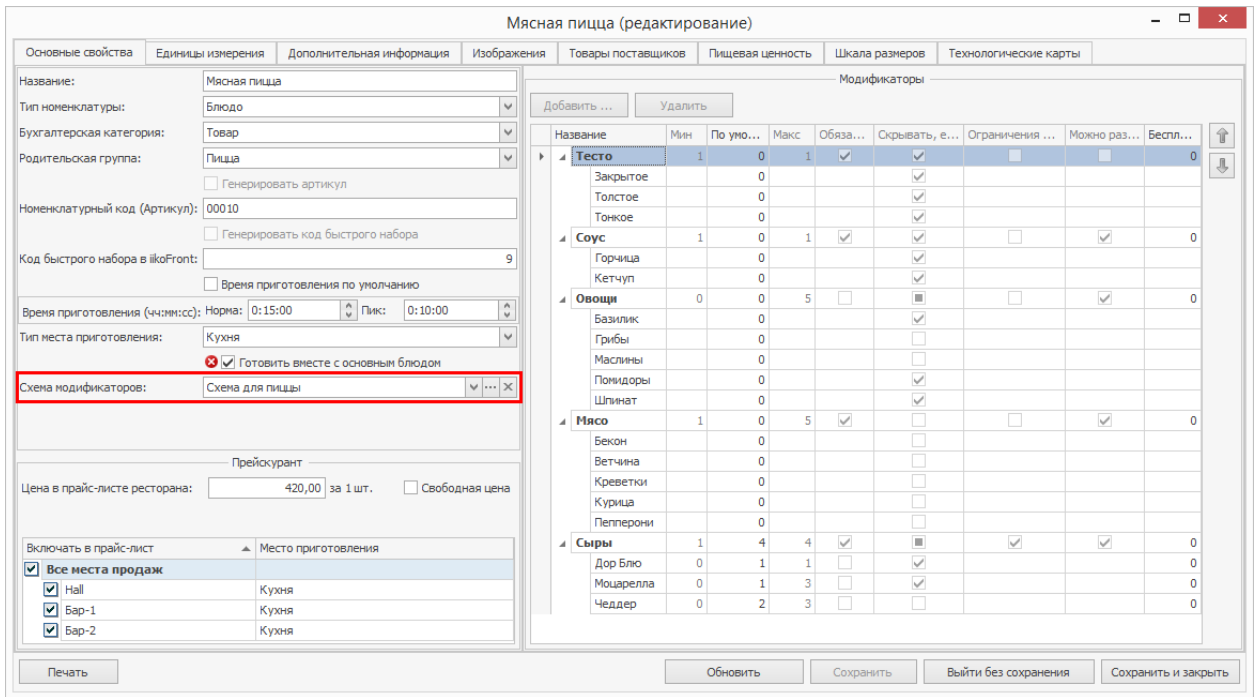 Мясная пицца (редактирование)
Основные свойства Единицы измерения Дополнительная информация Изображения Товары поставщиков Пищевая ценность Шкала размеров Технологические карты
Название: Мясная пицца
Тип номенклатуры: Блюдо
Бухгалтерская категория: Товар
Родительская группа: Пицца
Генерировать артикул
Номенклатурный код (Артикул): 00010
Генерировать код быстрого набора
Код быстрого набора в iikoFront: 9
Время приготовления по умолчанию
Время приготовления (чч:мм:сс): Норма: 0:15:00 Пик: 0:10:00
Тип места приготовления: Кухня
Готовить вместе с основным блюдом
Схема модификаторов: Схема для пиццы
Прейскурант
Цена в прайс-листе ресторана: 420,00 за 1 шт. Свободная цена
Включать в прайс-лист Место приготовления
Все места продаж
Hall Кухня
Бар-1 Кухня
Бар-2 Кухня
Модификаторы
Добавить ... Удалить
Название Мин По умо... Макс Обяза... Скрывать, е... Ограничения ... Можно раз... Беспл...
Тесто 1 0 1 0
Закрытое 0
Толстое 0
Тонкое 0
Соус 1 0 1 0
Горчица 0
Кетчуп 0
Овощи 0 0 5 0
Базилик 0
Грибы 0
Маслины 0
Помидоры 0
Шпинат 0
Мясо 1 0 5 0
Бекон 0
Ветчина 0
Креветки 0
Курица 0
Пепперони 0
Сыры 1 4 4 0
Дор Блю 0 1 1 0
Моцарелла 0 1 3 0
Чеддер 0 2 3 0
Печать Обновить Сохранить Выйти без сохранения Сохранить и закрыть